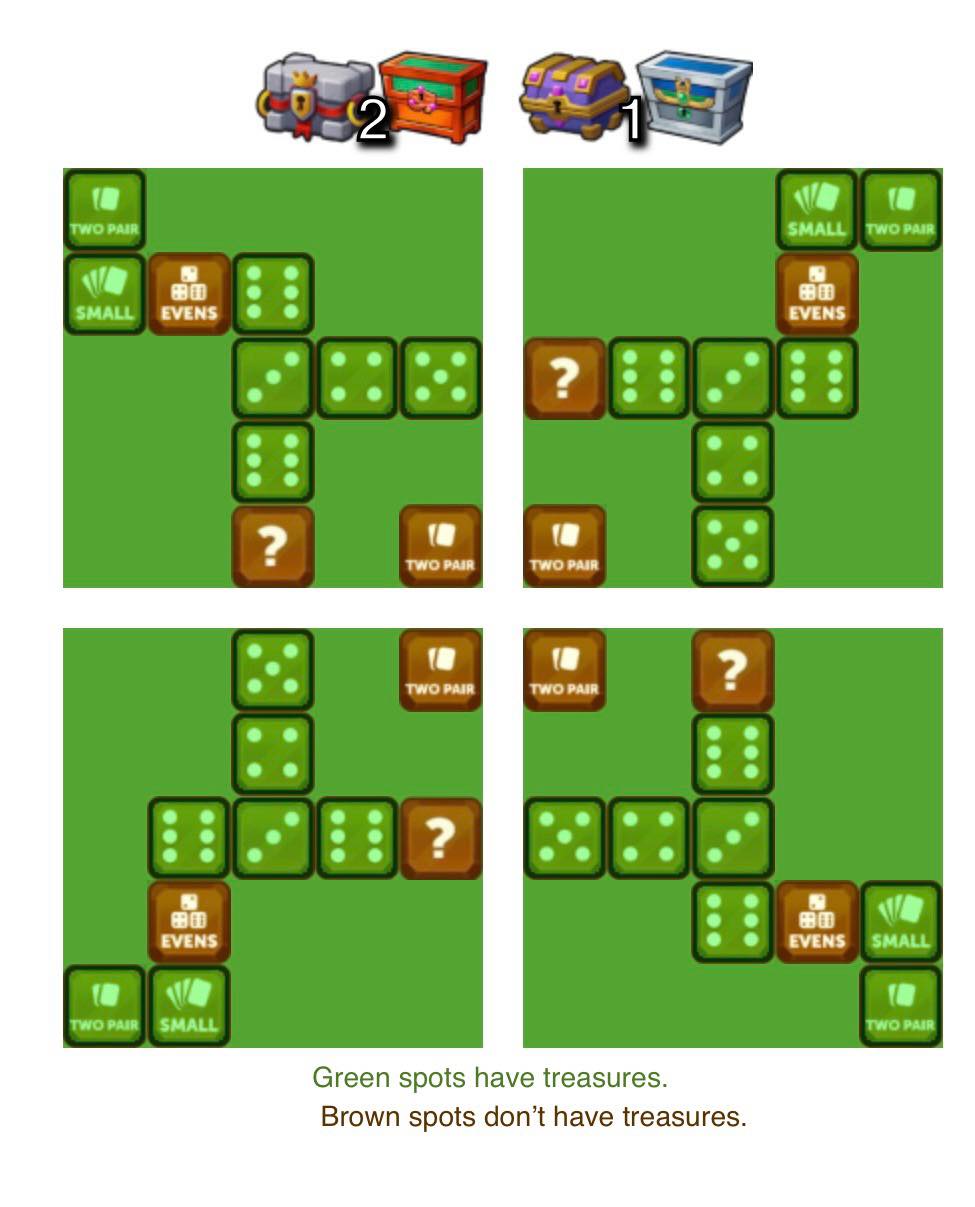 2 1
TWO PAIR
SMALL TWO PAIR
SMALL EVENS
EVENS
?
? TWO PAIR
TWO PAIR
TWO PAIR
TWO PAIR ?
?
EVENS
EVENS SMALL
TWO PAIR SMALL
TWO PAIR
Green spots have treasures.
Brown spots don’t have treasures.